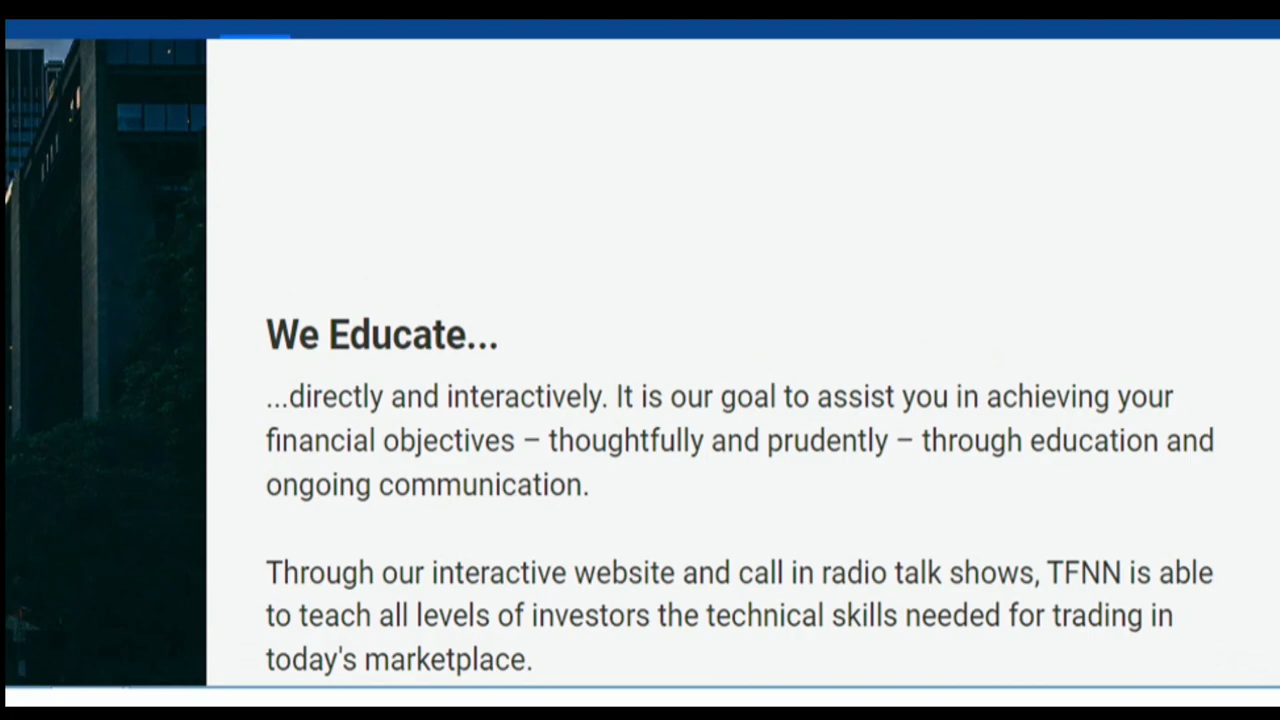 We Educate...
...directly and interactively. It is our goal to assist you in achieving your
financial objectives – thoughtfully and prudently – through education and
ongoing communication.
Through our interactive website and call in radio talk shows, TFNN is able
to teach all levels of investors the technical skills needed for trading in
today's marketplace.